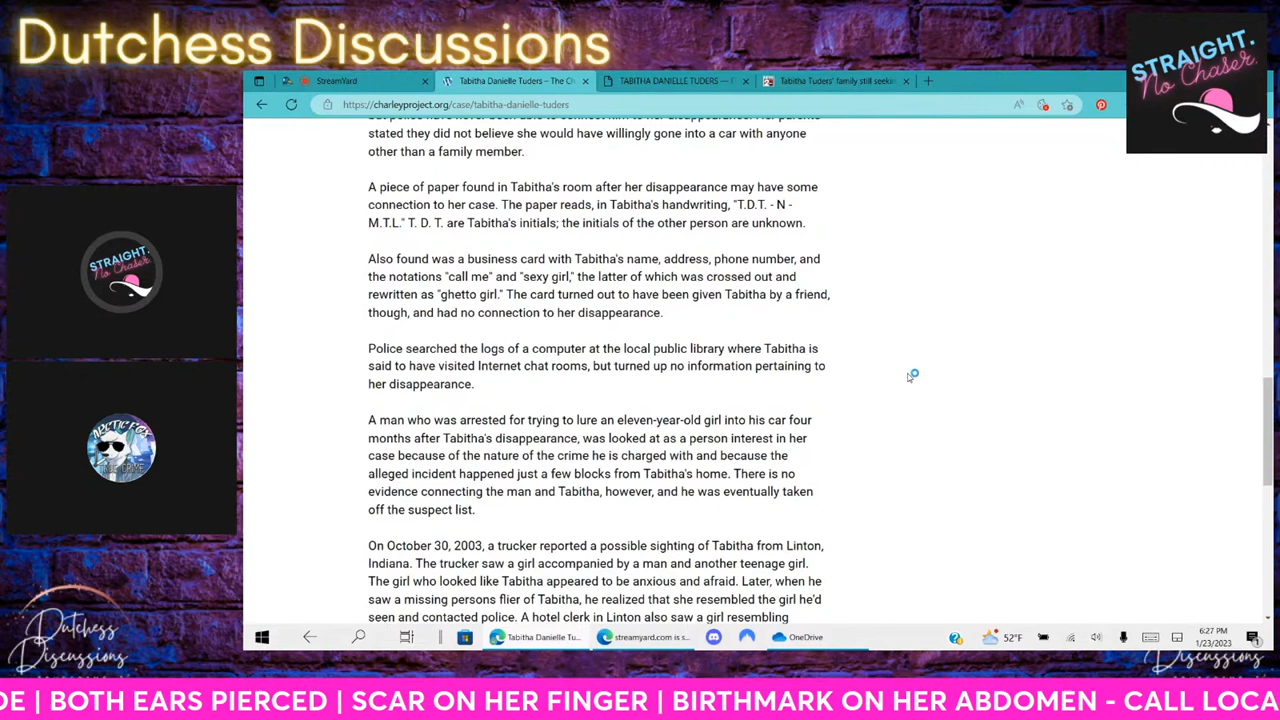 Dutchess Discussions
STRAIGHT.
No Chaser
StreamYard
Tabitha Danielle Tuders – The Ch
TABITHA DANIELLE TUDERS —
Tabitha Tuders' family still seekin
https://charleyproject.org/case/tabitha-danielle-tuders
stated they did not believe she would have willingly gone into a car with anyone
other than a family member.
A piece of paper found in Tabitha's room after her disappearance may have some
connection to her case. The paper reads, in Tabitha's handwriting, "T.D.T. - N -
M.T.L." T. D. T. are Tabitha's initials; the initials of the other person are unknown.
Also found was a business card with Tabitha's name, address, phone number, and
the notations "call me" and "sexy girl," the latter of which was crossed out and
rewritten as "ghetto girl." The card turned out to have been given Tabitha by a friend,
though, and had no connection to her disappearance.
Police searched the logs of a computer at the local public library where Tabitha is
said to have visited Internet chat rooms, but turned up no information pertaining to
her disappearance.
A man who was arrested for trying to lure an eleven-year-old girl into his car four
months after Tabitha's disappearance, was looked at as a person interest in her
case because of the nature of the crime he is charged with and because the
alleged incident happened just a few blocks from Tabitha's home. There is no
evidence connecting the man and Tabitha, however, and he was eventually taken
off the suspect list.
On October 30, 2003, a trucker reported a possible sighting of Tabitha from Linton,
Indiana. The trucker saw a girl accompanied by a man and another teenage girl.
The girl who looked like Tabitha appeared to be anxious and afraid. Later, when he
saw a missing persons flier of Tabitha, he realized that she resembled the girl he'd
seen and contacted police. A hotel clerk in Linton also saw a girl resembling
STRAIGHT.
No Chaser
ARCTIC FOX
TRUE CRIME
Tabitha Danielle Tu...
streamyard.com is s...
OneDrive
52°F
6:27 PM
1/23/2023
Dutchess
Discussions
Discussions
DE | BOTH EARS PIERCED | SCAR ON HER FINGER | BIRTHMARK ON HER ABDOMEN - CALL LOCA